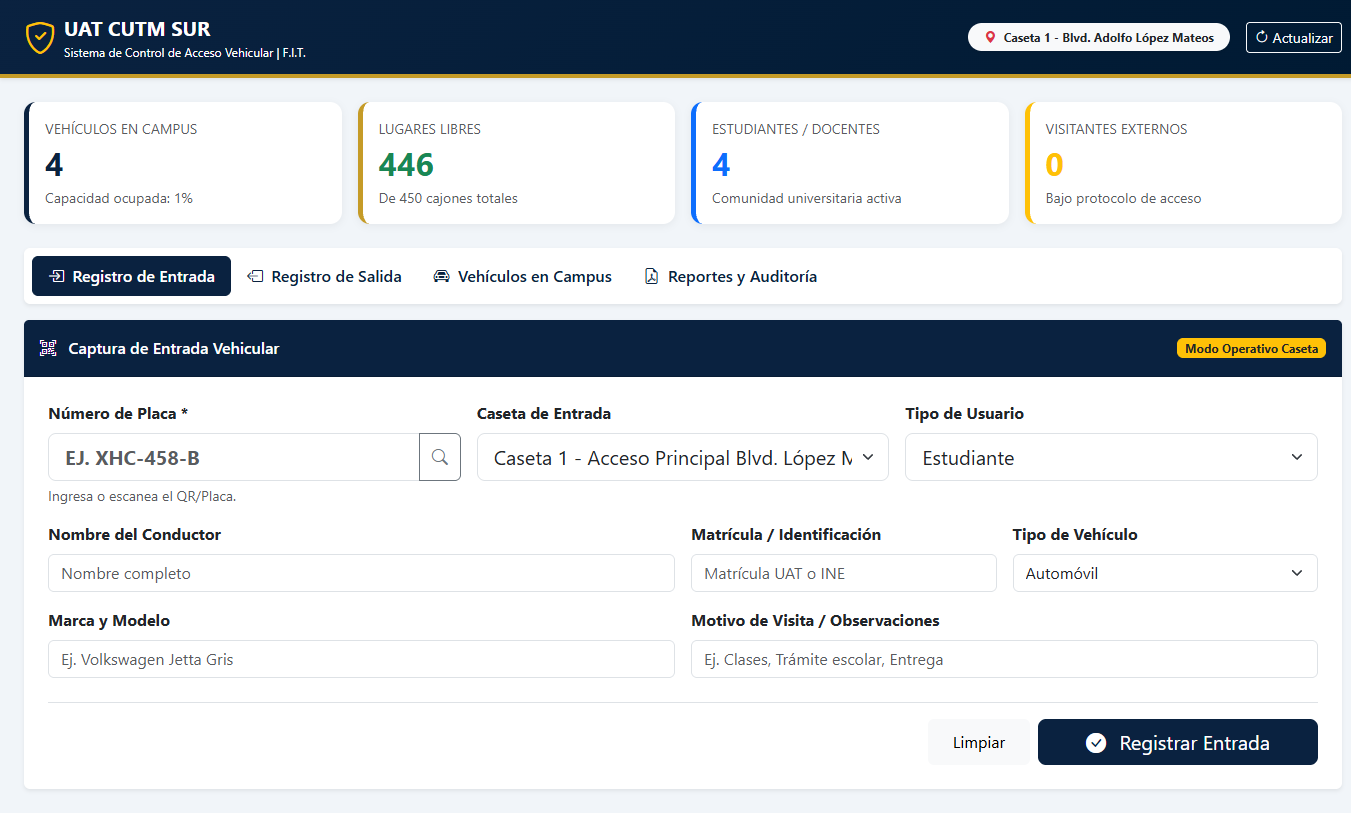 UAT CUTM SUR
Sistema de Control de Acceso Vehicular | F.I.T.
Caseta 1 - Blvd. Adolfo López Mateos
Actualizar
VEHÍCULOS EN CAMPUS
4
Capacidad ocupada: 1%
LUGARES LIBRES
446
De 450 cajones totales
ESTUDIANTES / DOCENTES
4
Comunidad universitaria activa
VISITANTES EXTERNOS
0
Bajo protocolo de acceso
Registro de Entrada
Registro de Salida
Vehículos en Campus
Reportes y Auditoría
Captura de Entrada Vehicular
Modo Operativo Caseta
Número de Placa *
EJ. XHC-458-B
Ingresa o escanea el QR/Placa.
Caseta de Entrada
Caseta 1 - Acceso Principal Blvd. López M
Tipo de Usuario
Estudiante
Nombre del Conductor
Nombre completo
Matrícula / Identificación
Matrícula UAT o INE
Tipo de Vehículo
Automóvil
Marca y Modelo
Ej. Volkswagen Jetta Gris
Motivo de Visita / Observaciones
Ej. Clases, Trámite escolar, Entrega
Limpiar
Registrar Entrada